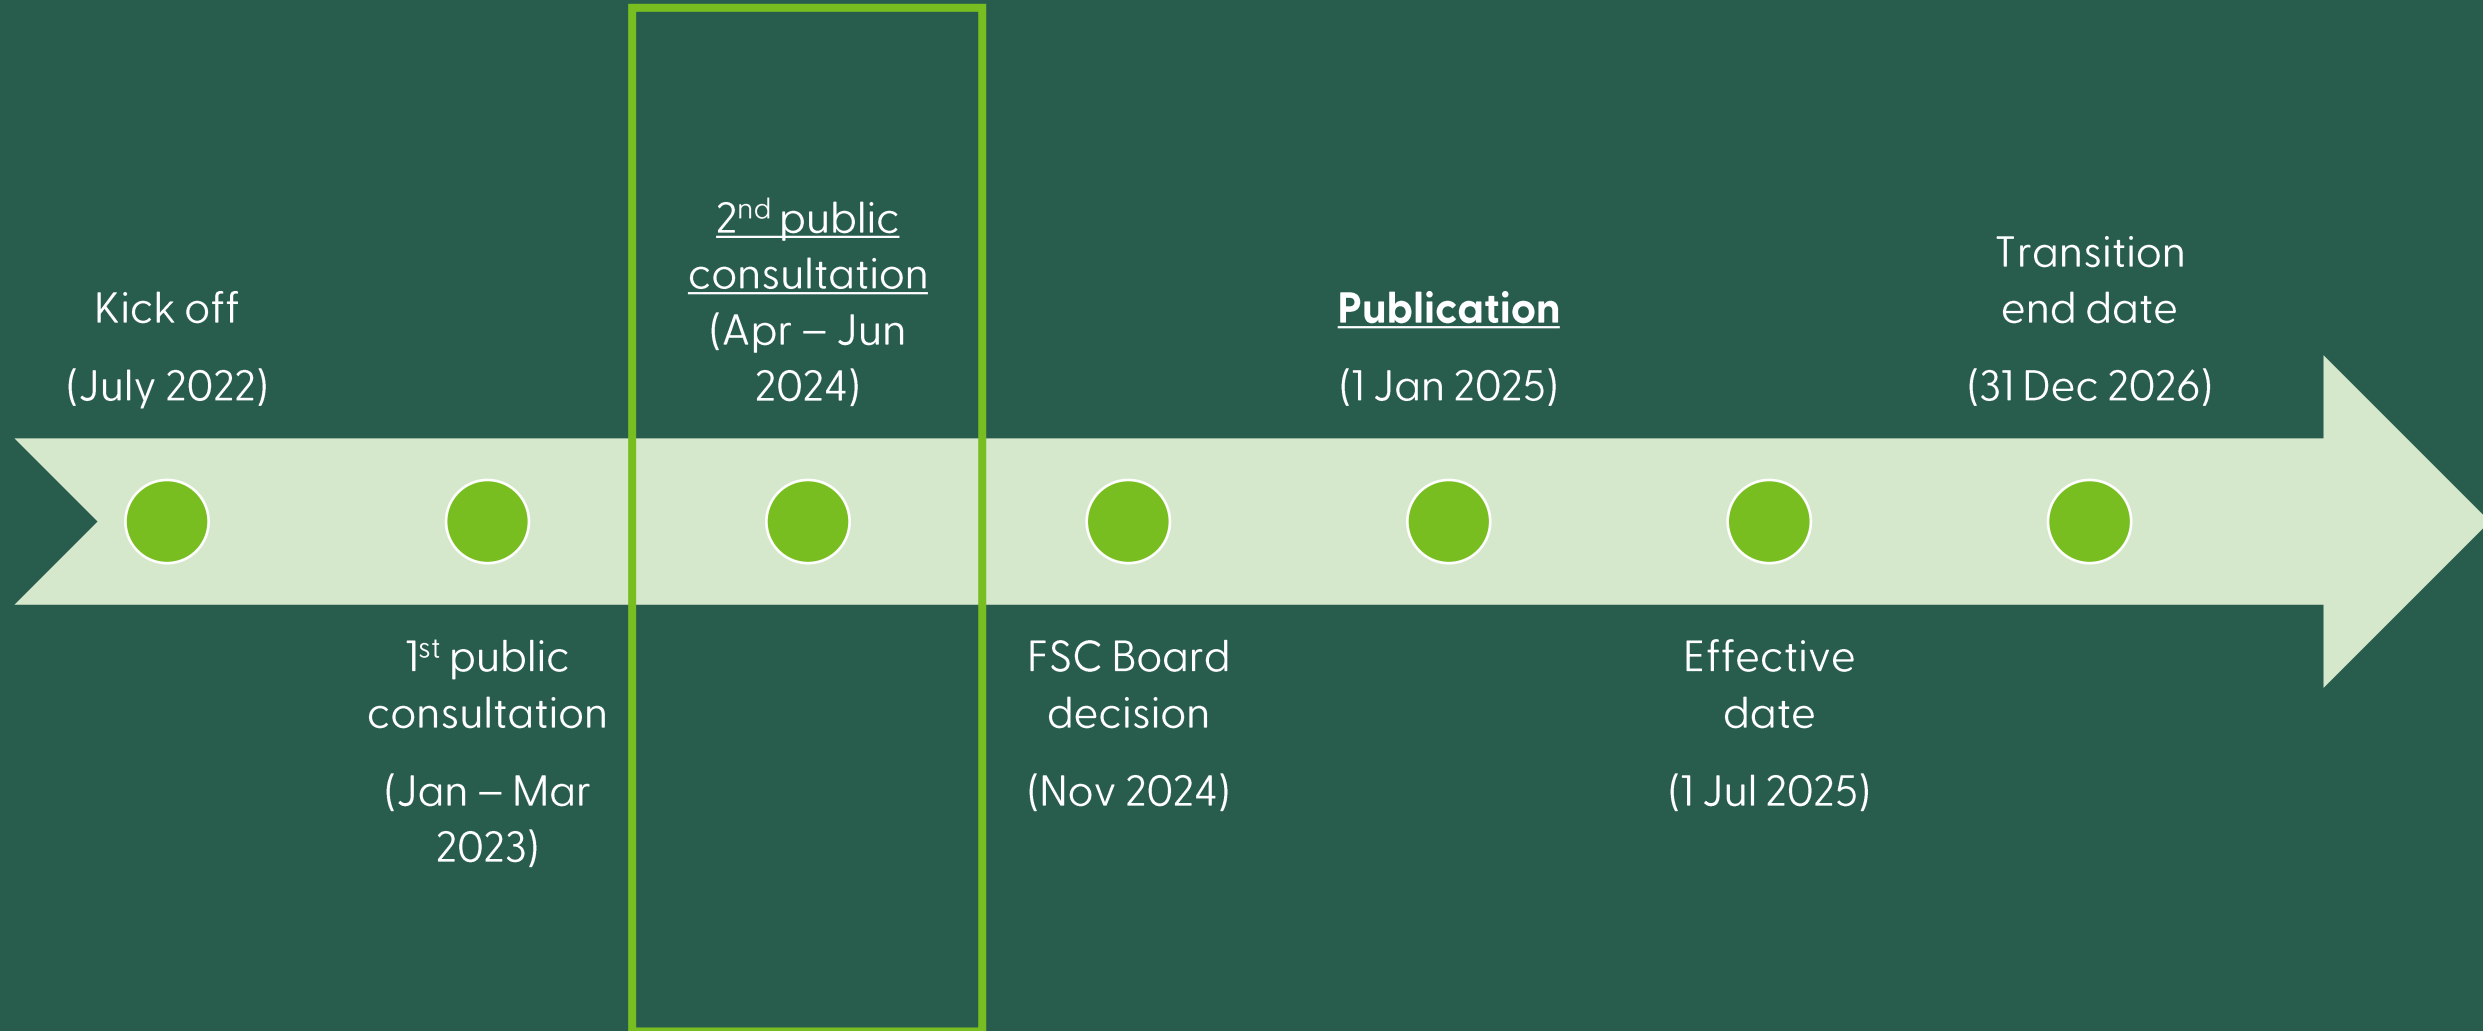 Kick off
(July 2022)
1st public
consultation
(Jan – Mar
2023)
2nd public
consultation
(Apr – Jun
2024)
FSC Board
decision
(Nov 2024)
Publication
(1 Jan 2025)
Effective
date
(1 Jul 2025)
Transition
end date
(31 Dec 2026)